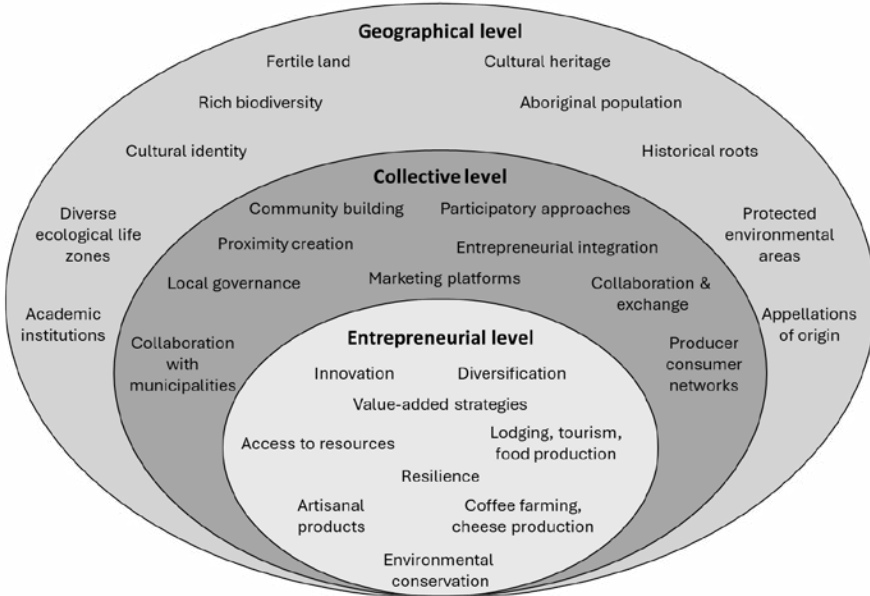 Geographical level
Fertile land
Cultural heritage
Rich biodiversity
Aboriginal population
Cultural identity
Historical roots
Diverse
ecological life
zones
Protected
environmental
areas
Academic
institutions
Appellations
of origin
Collective level
Community building
Participatory approaches
Proximity creation
Entrepreneurial integration
Local governance
Marketing platforms
Collaboration &
exchange
Collaboration
with
municipalities
Producer
consumer
networks
Entrepreneurial level
Innovation
Diversification
Value-added strategies
Access to resources
Lodging, tourism,
food production
Resilience
Artisanal
products
Coffee farming,
cheese production
Environmental
conservation